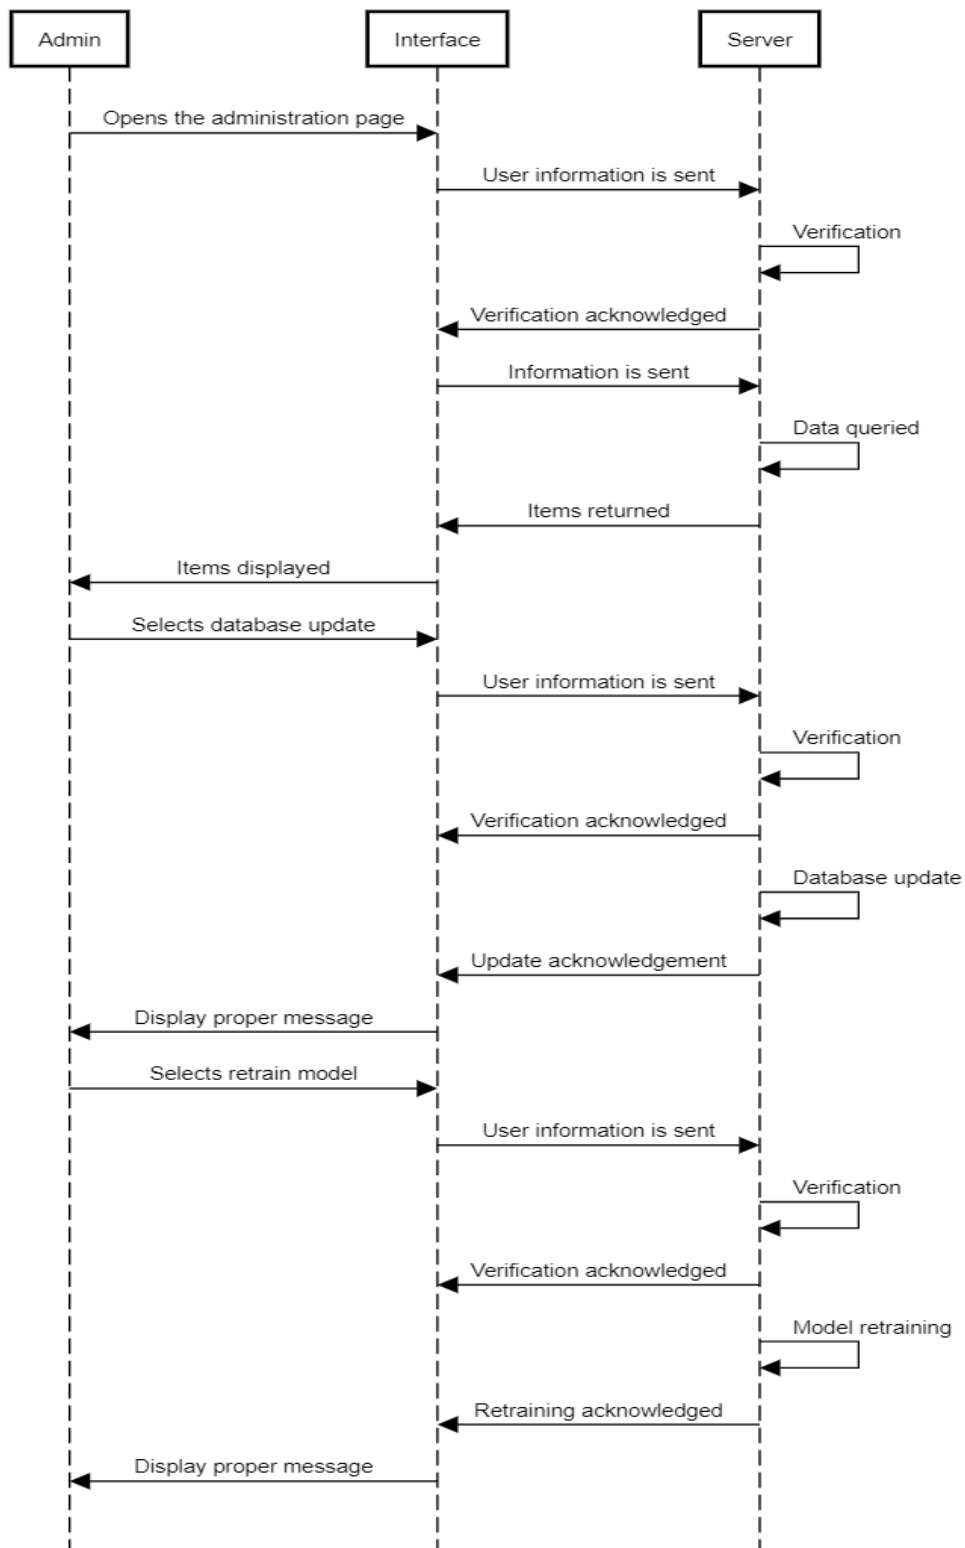 Admin
Interface
Server
Opens the administration page
User information is sent
Verification
Verification acknowledged
Information is sent
Data queried
Items returned
Items displayed
Selects database update
User information is sent
Verification
Verification acknowledged
Database update
Update acknowledgement
Display proper message
Selects retrain model
User information is sent
Verification
Verification acknowledged
Model retraining
Retraining acknowledged
Display proper message